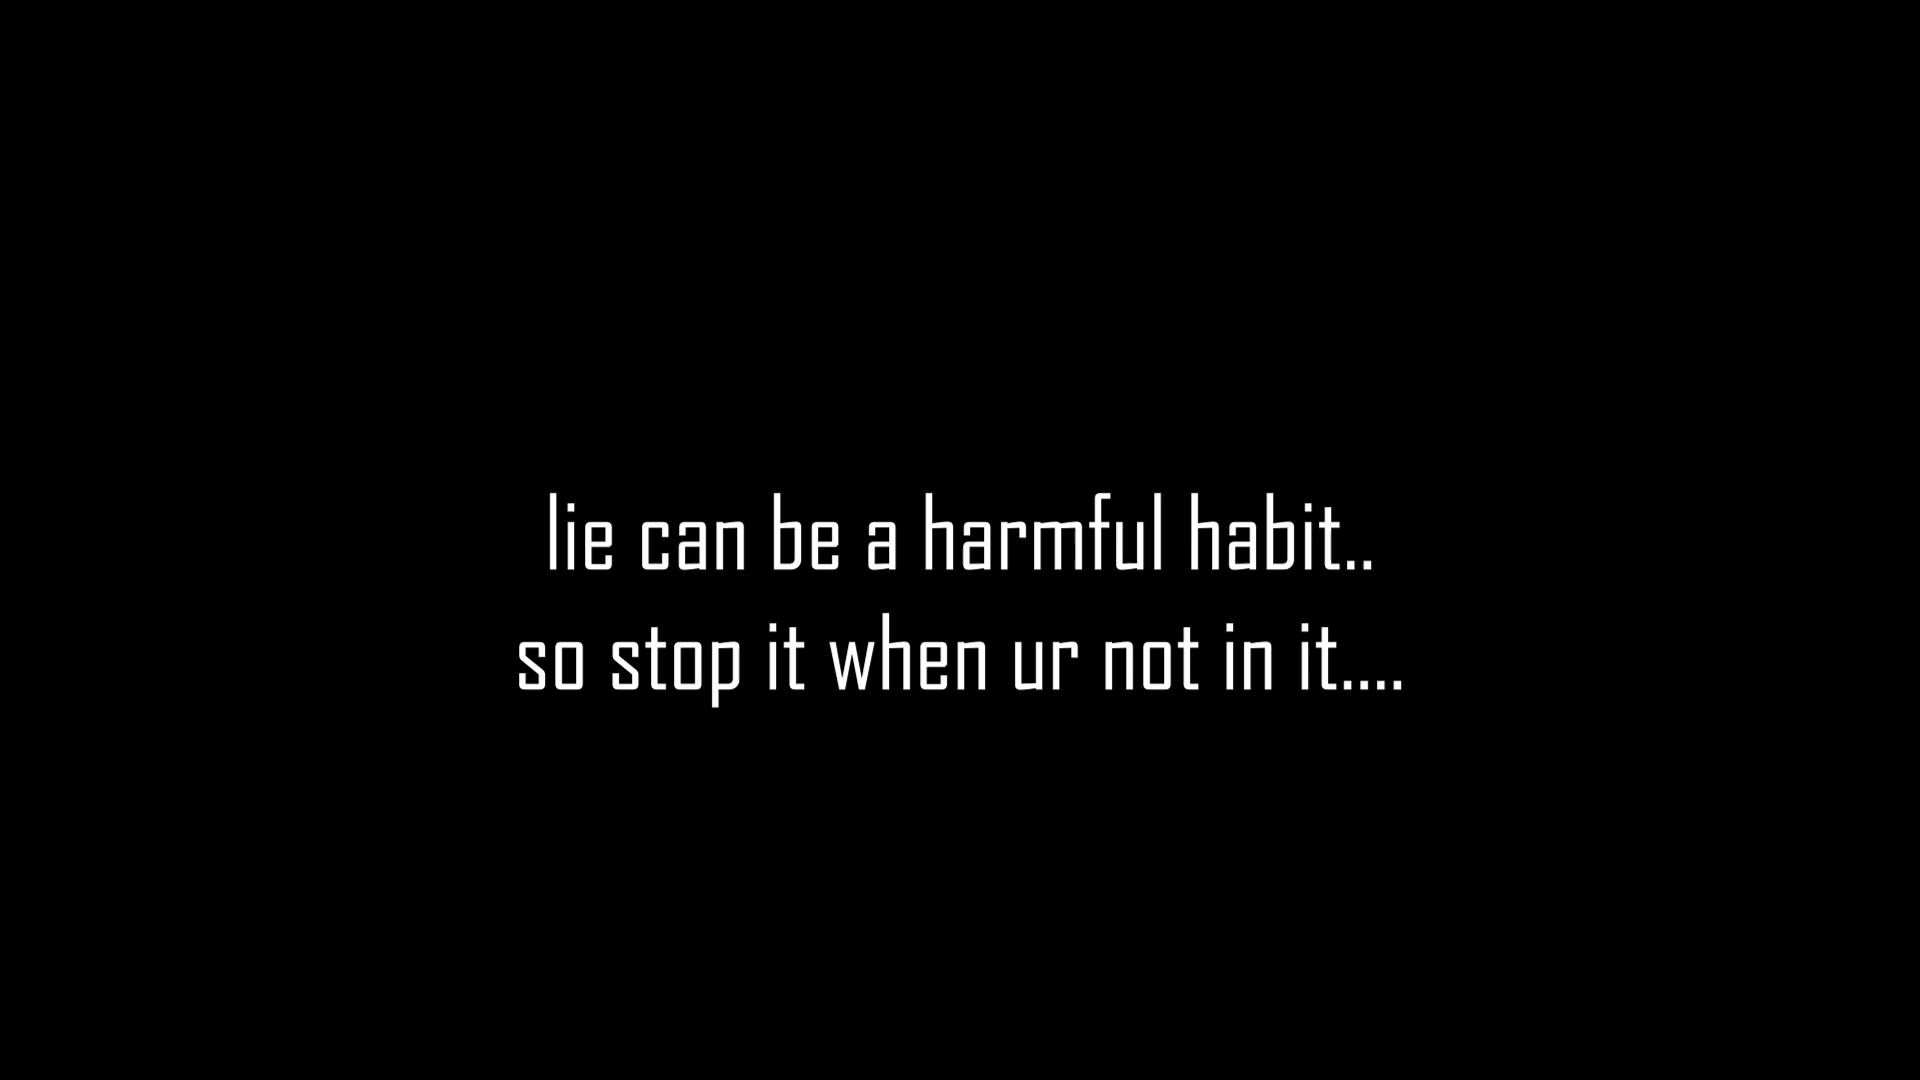 lie can be a harmful habit..
so stop it when ur not in it....